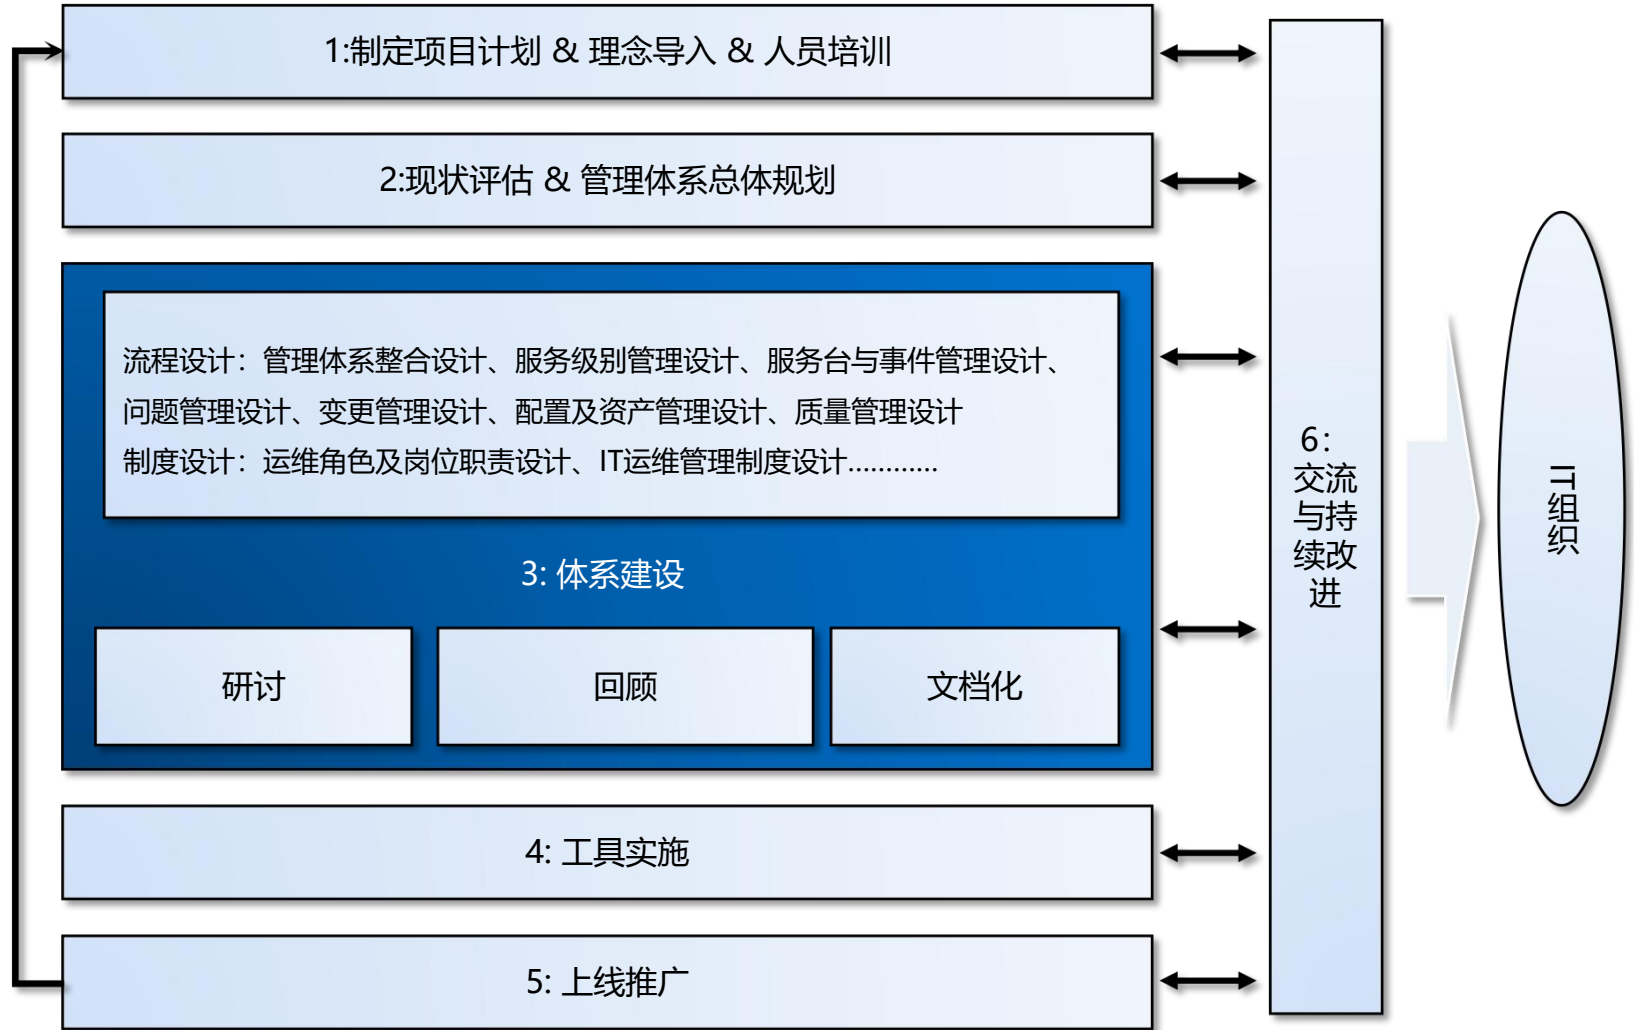 1:制定项目计划 & 理念导入 & 人员培训
2:现状评估 & 管理体系总体规划
流程设计：管理体系整合设计、服务级别管理设计、服务台与事件管理设计、
问题管理设计、变更管理设计、配置及资产管理设计、质量管理设计
制度设计：运维角色及岗位职责设计、IT运维管理制度设计............
3: 体系建设
研讨
回顾
文档化
4: 工具实施
5: 上线推广
6：
交流
与持
续改
进
IT组织